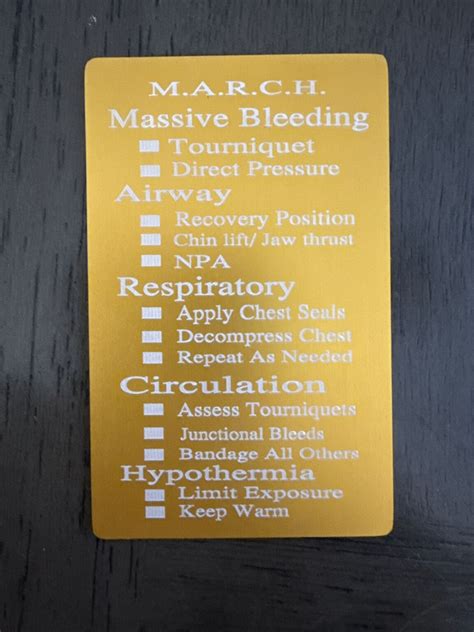 M.A.R.C.H.
Massive Bleeding
Tourniquet
Direct Pressure
Airway
Recovery Position
Chin lift/ Jaw thrust
NPA
Respiratory
Apply Chest Seals
Decompress Chest
Repeat As Needed
Circulation
Assess Tourniquets
Junctional Bleeds
Bandage All Others
Hypothermia
Limit Exposure
Keep Warm